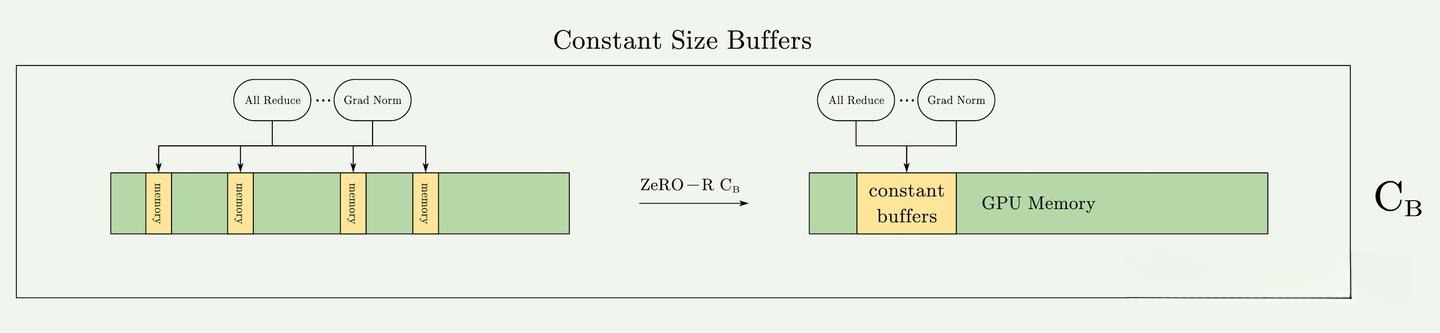 Constant Size Buffers
All Reduce ... Grad Norm
memory memory memory memory
ZeRO-R C_B
All Reduce ... Grad Norm
constant
buffers
GPU Memory
C_B